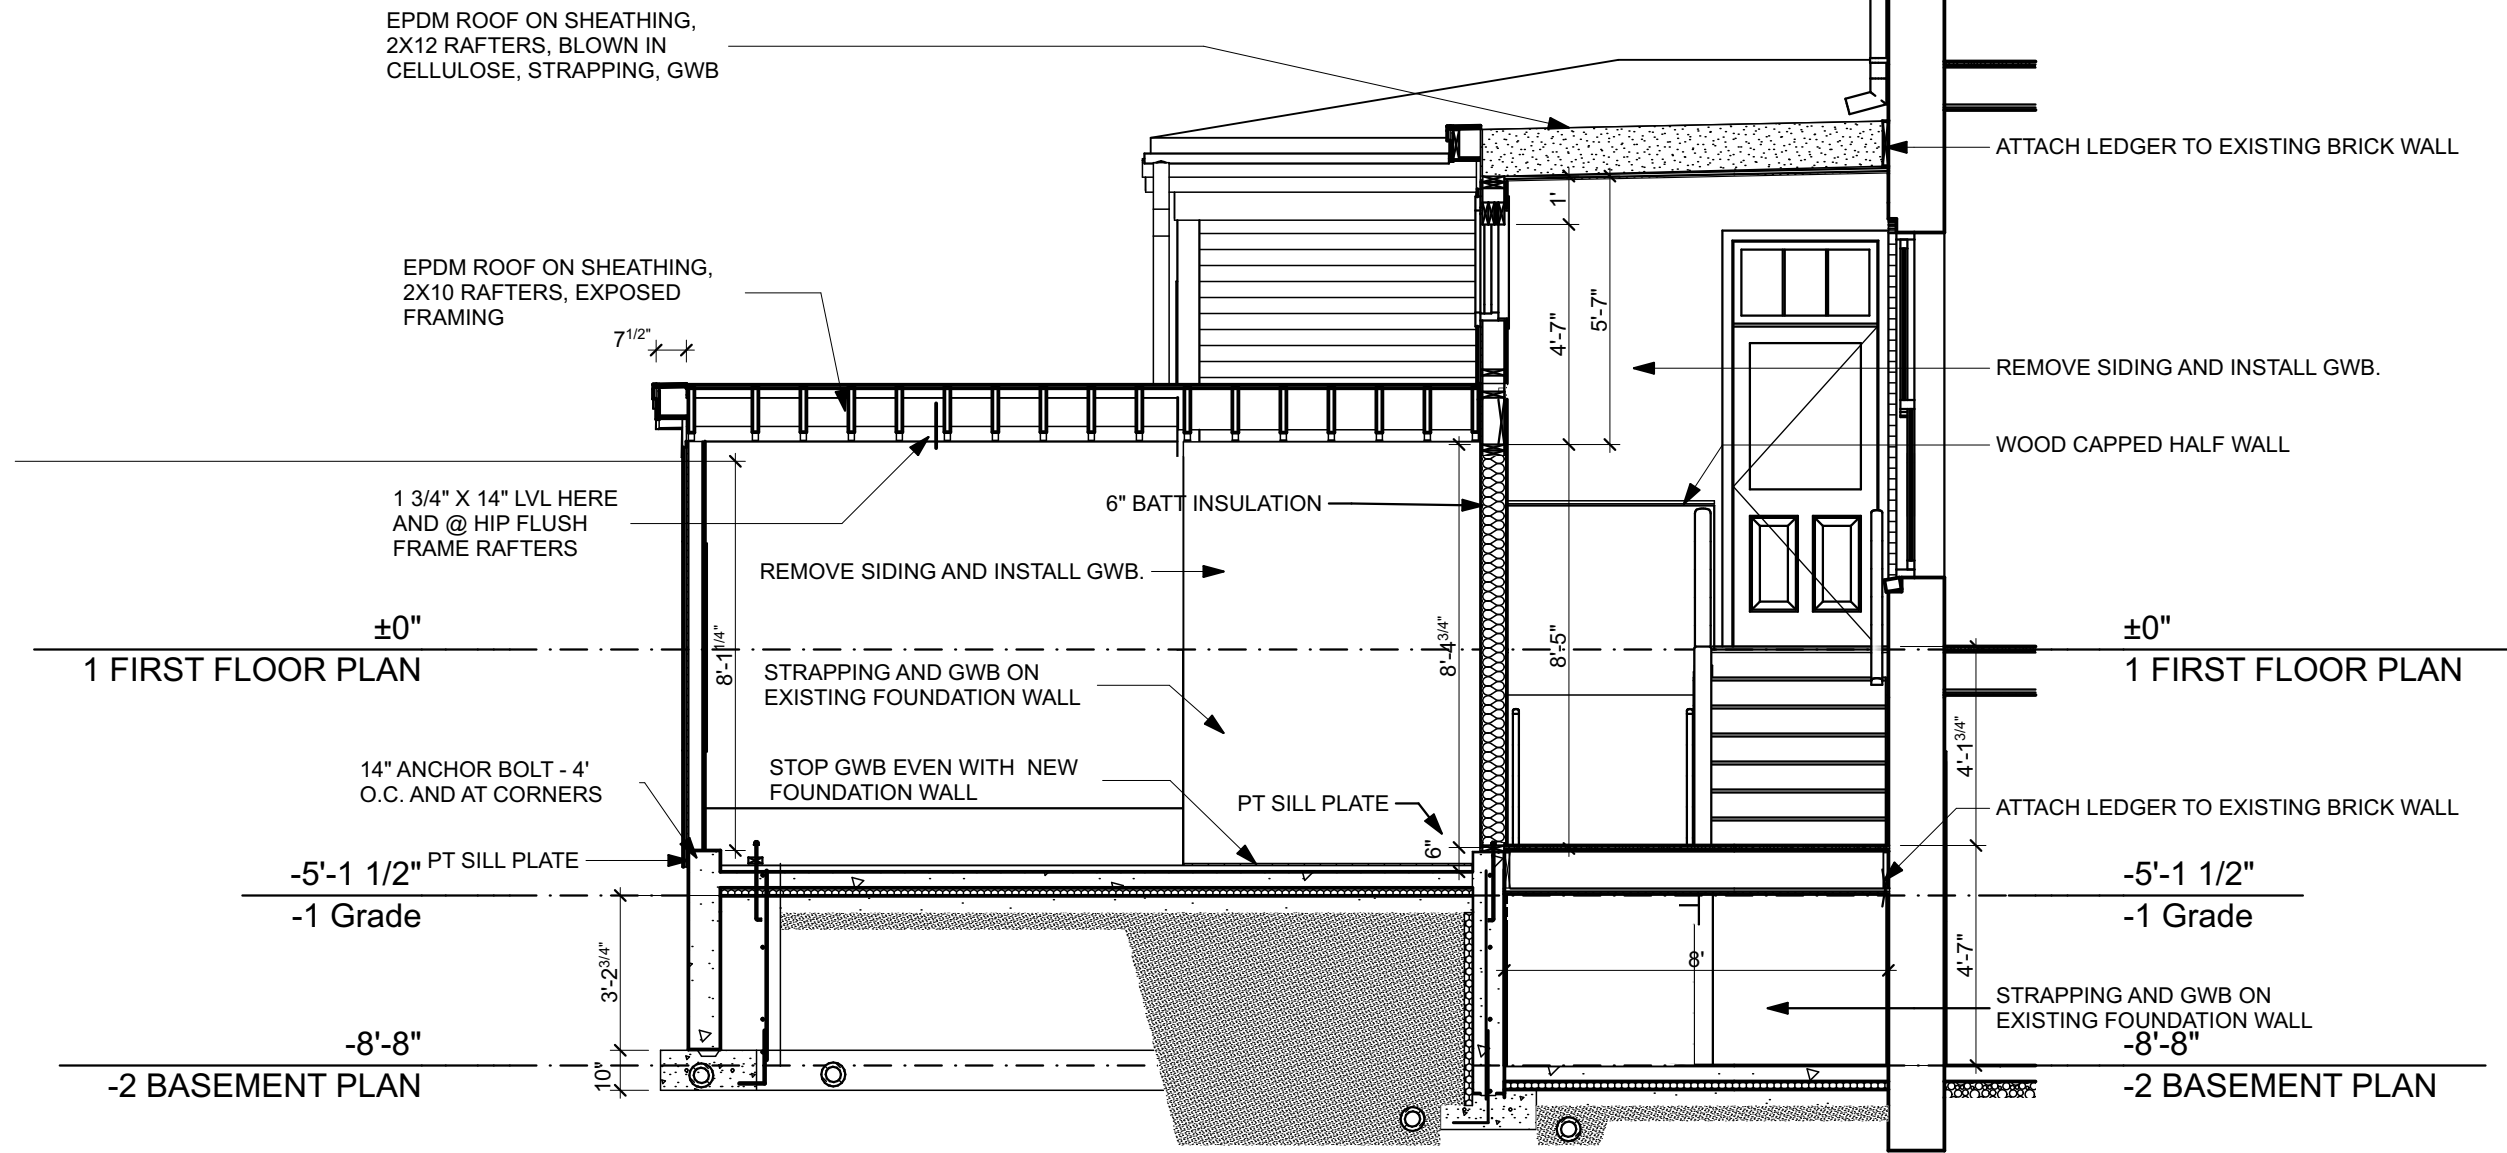 EPDM ROOF ON SHEATHING,
2X12 RAFTERS, BLOWN IN
CELLULOSE, STRAPPING, GWB
ATTACH LEDGER TO EXISTING BRICK WALL
1'
EPDM ROOF ON SHEATHING,
2X10 RAFTERS, EXPOSED
FRAMING
7 1/2"
4'-7"
5'-7"
REMOVE SIDING AND INSTALL GWB.
WOOD CAPPED HALF WALL
1 3/4" X 14" LVL HERE
AND @ HIP FLUSH
FRAME RAFTERS
6" BATT INSULATION
REMOVE SIDING AND INSTALL GWB.
±0"
1 FIRST FLOOR PLAN
8'-1 1/4"
8'-4 3/4"
8'-5"
±0"
1 FIRST FLOOR PLAN
STRAPPING AND GWB ON
EXISTING FOUNDATION WALL
4'-1 3/4"
14" ANCHOR BOLT - 4'
O.C. AND AT CORNERS
STOP GWB EVEN WITH NEW
FOUNDATION WALL
PT SILL PLATE
6"
ATTACH LEDGER TO EXISTING BRICK WALL
PT SILL PLATE
-5'-1 1/2"
-1 Grade
-5'-1 1/2"
-1 Grade
3'-2 3/4"
8'
4'-7"
STRAPPING AND GWB ON
EXISTING FOUNDATION WALL
-8'-8"
-2 BASEMENT PLAN
10"
-8'-8"
-2 BASEMENT PLAN